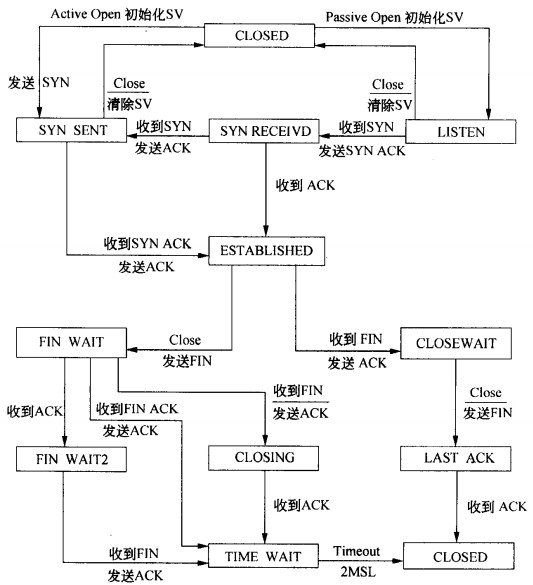 Active Open 初始化SV
Passive Open 初始化SV
CLOSED
发送 SYN
Close
清除SV
Close
清除SV
SYN SENT
收到SYN
发送ACK
SYN RECEIVD
收到SYN
发送SYN ACK
LISTEN
收到 ACK
收到SYN ACK
发送ACK
ESTABLISHED
FIN WAIT
Close
发送FIN
收到 FIN
发送 ACK
CLOSEWAIT
收到ACK
收到FIN ACK
发送ACK
收到FIN
发送ACK
Close
发送FIN
FIN WAIT2
CLOSING
LAST ACK
收到ACK
收到 ACK
收到FIN
发送ACK
TIME WAIT
Timeout
2MSL
CLOSED